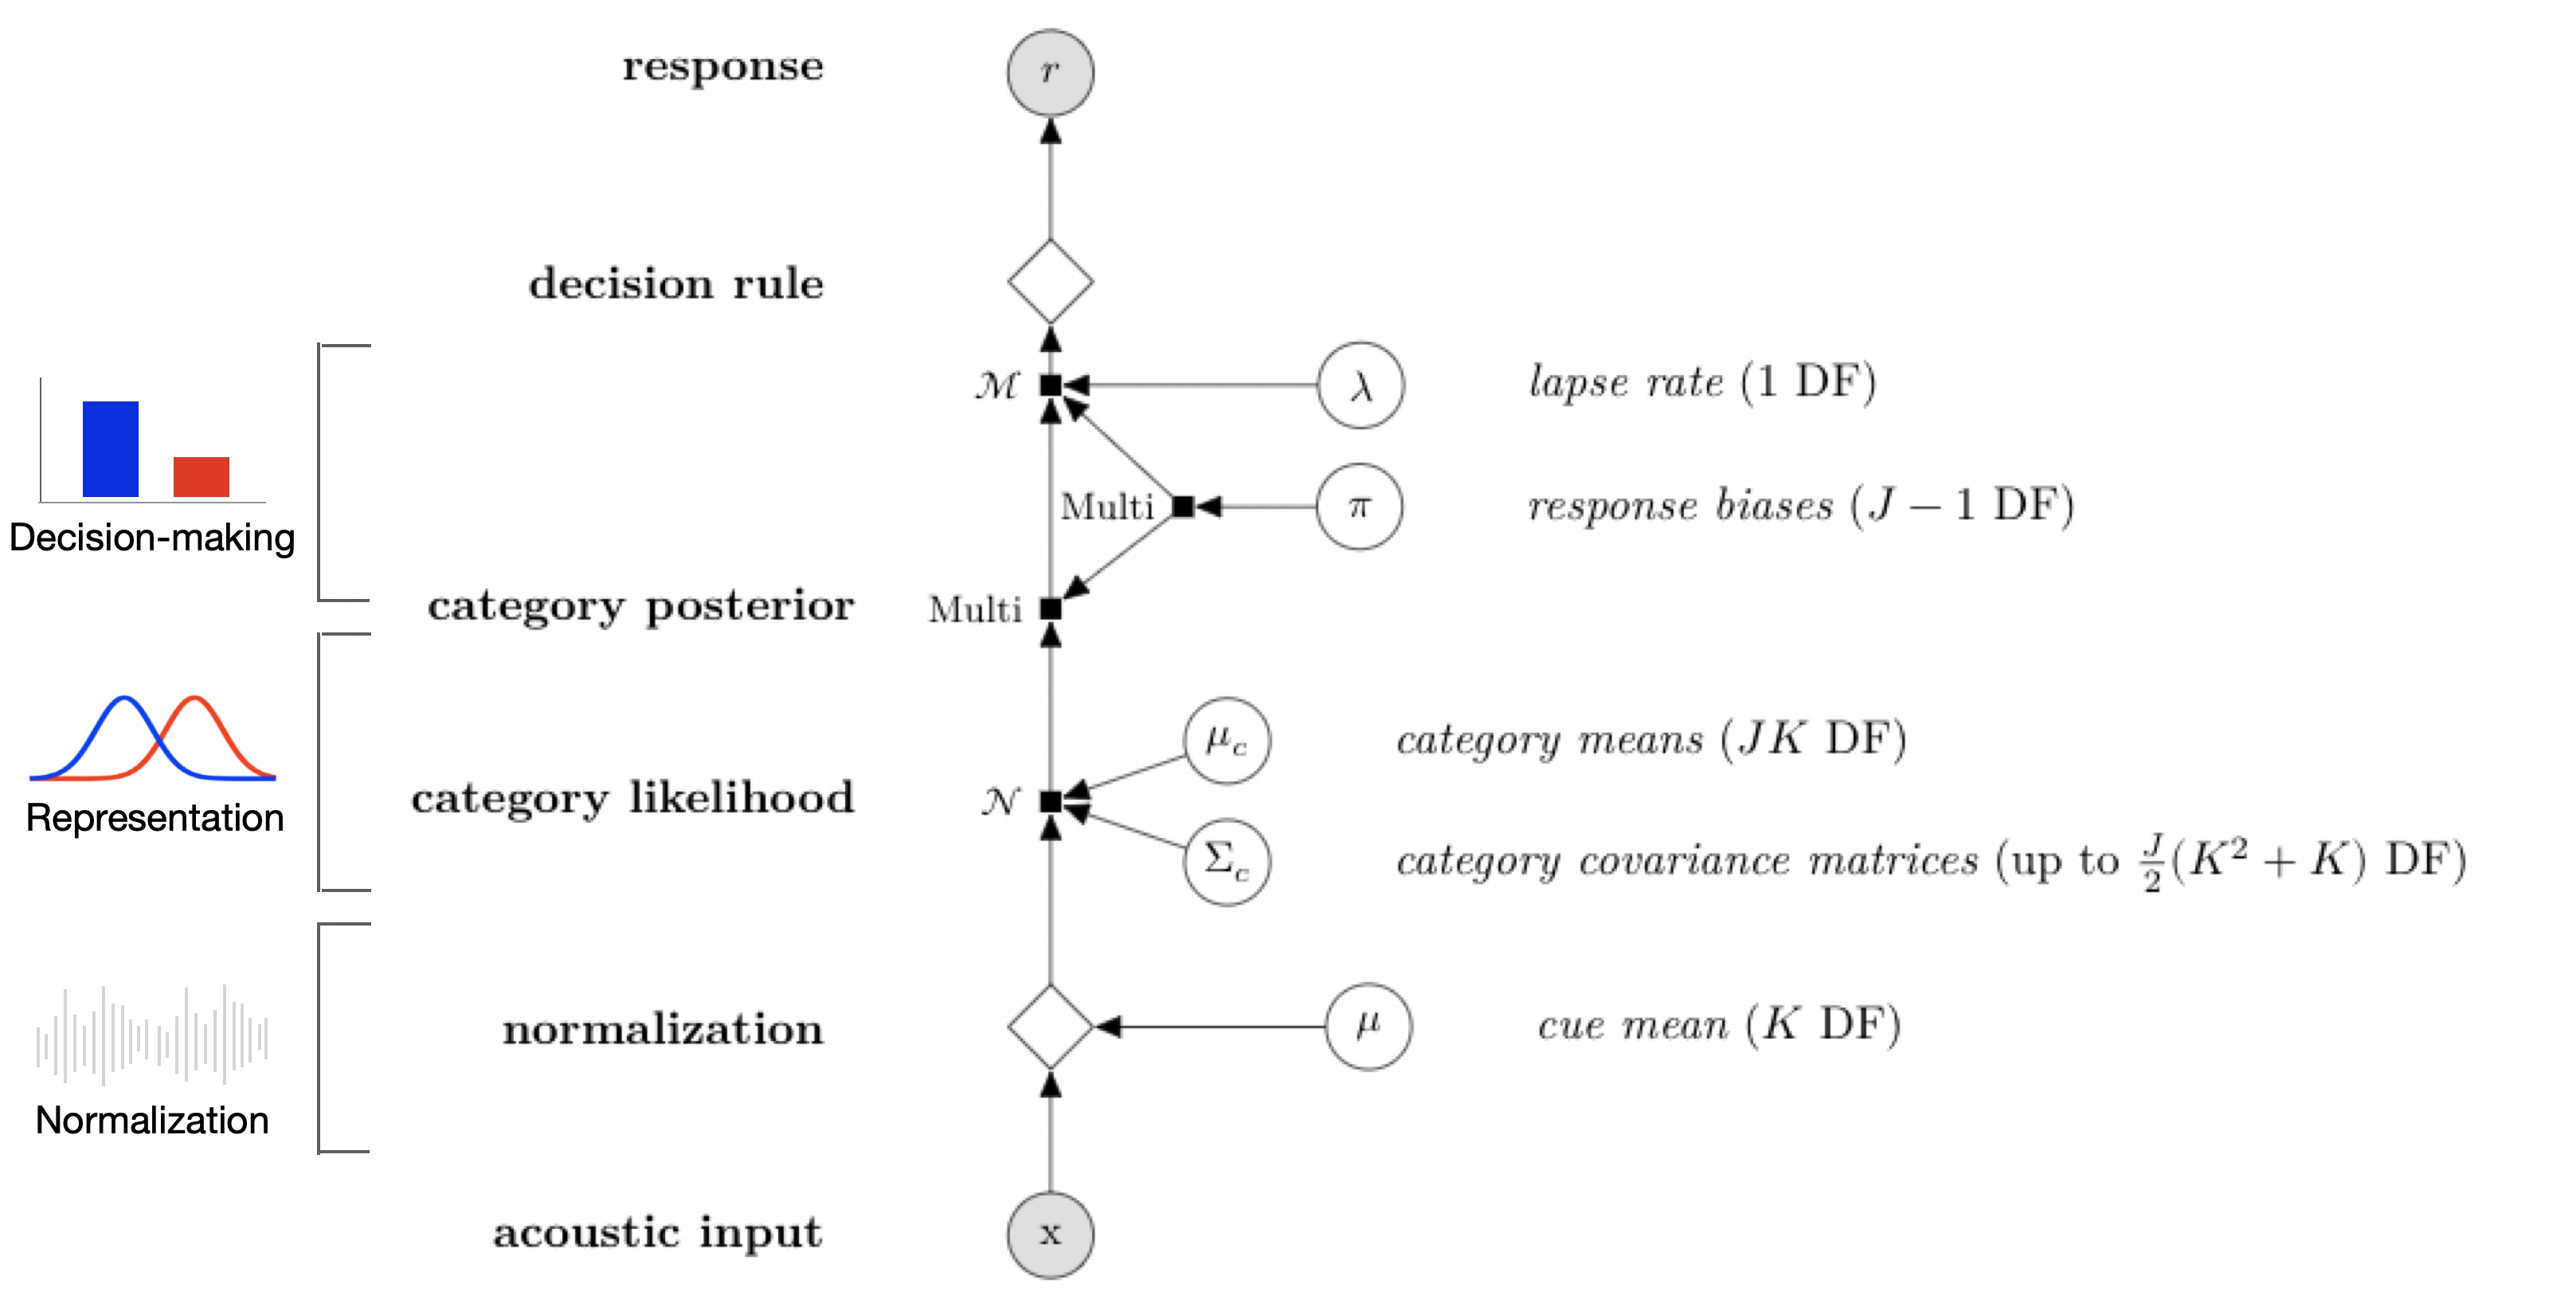 response
r
decision rule
ℳ
λ
lapse rate (1 DF)
Multi
π
response biases (J − 1 DF)
Decision-making
category posterior
Multi
μc
category means (JK DF)
category likelihood
𝒩
Representation
Σc
category covariance matrices (up to J/2(K² + K) DF)
normalization
μ
cue mean (K DF)
Normalization
acoustic input
x